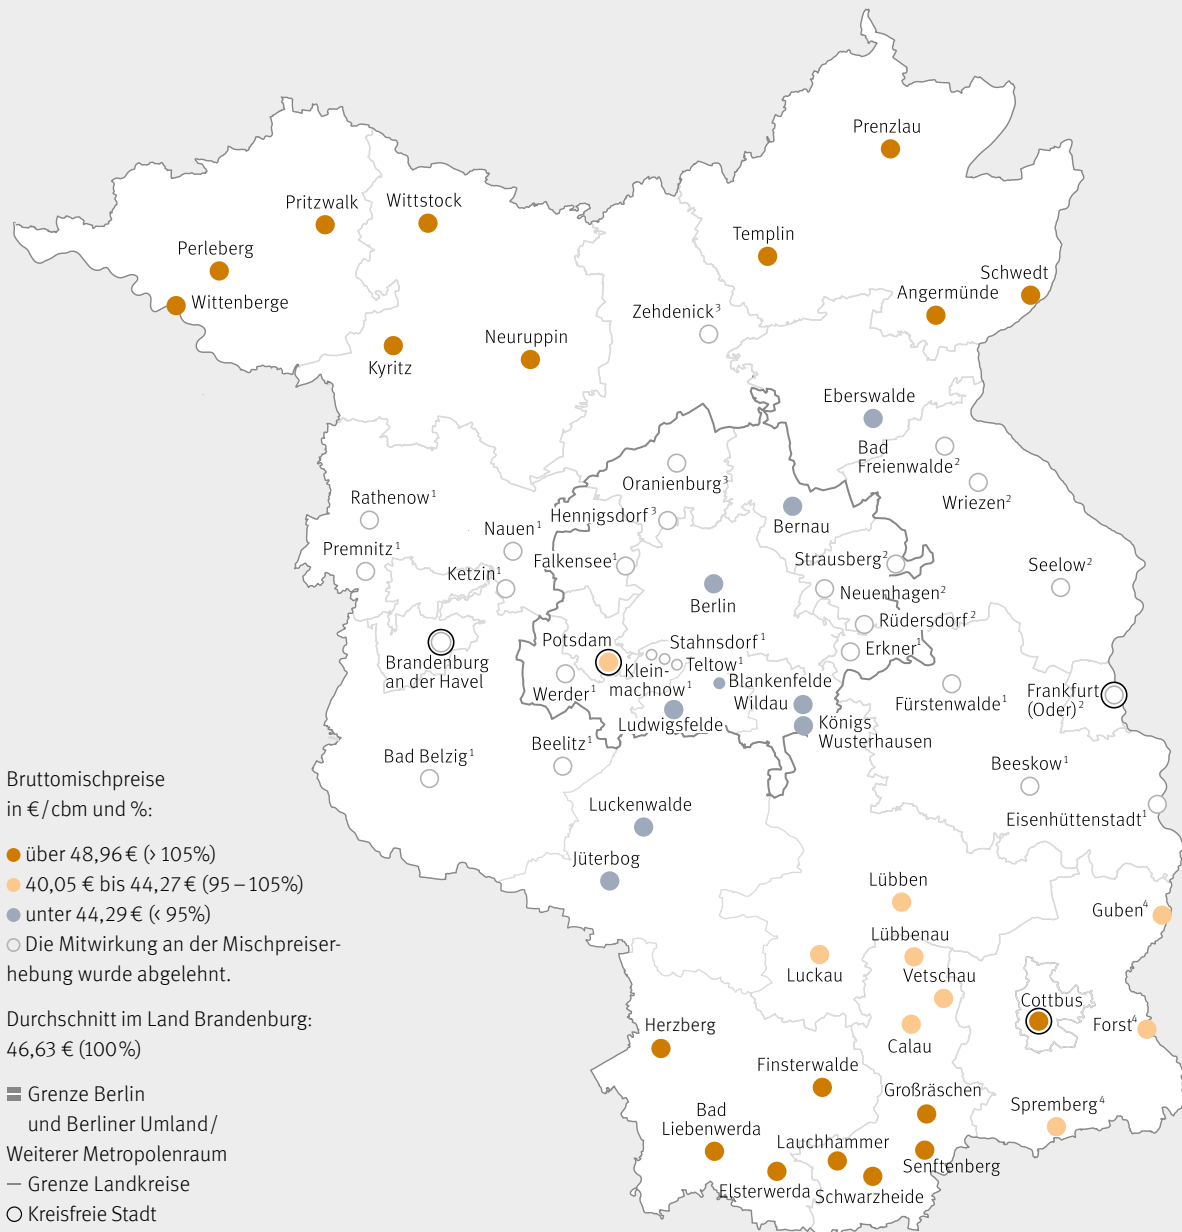 Prenzlau
Pritzwalk
Wittstock
Templin
Perleberg
Schwedt
Angermünde
Wittenberge
Zehdenick³
Neuruppin
Kyritz
Eberswalde
Bad
Freienwalde²
Oranienburg³
Wriezen²
Rathenow¹
Hennigsdorf³
Nauen¹
Bernau
Premnitz¹
Falkensee¹
Strausberg²
Ketzin¹
Seelow²
Neuenhagen²
Berlin
Rüdersdorf²
Potsdam
Stahnsdorf¹
Erkner¹
Brandenburg
an der Havel
Klein-
machnow¹
Teltow¹
Blankenfelde
Werder¹
Wildau
Fürstenwalde¹
Frankfurt
(Oder)²
Ludwigsfelde
Königs
Wusterhausen
Beelitz¹
Bad Belzig¹
Beeskow¹
Eisenhüttenstadt¹
Luckenwalde
Jüterbog
Lübben
Guben⁴
Lübbenau
Luckau
Vetschau
Cottbus
Forst⁴
Calau
Herzberg
Finsterwalde
Großräschen
Spremberg⁴
Bad
Liebenwerda
Lauchhammer
Senftenberg
Elsterwerda
Schwarzheide
Bruttomischpreise
in €/cbm und %:
über 48,96 € (> 105%)
40,05 € bis 44,27 € (95 – 105%)
unter 44,29 € (< 95%)
Die Mitwirkung an der Mischpreiser-
hebung wurde abgelehnt.
Durchschnitt im Land Brandenburg:
46,63 € (100%)
Grenze Berlin
und Berliner Umland/
Weiterer Metropolenraum
Grenze Landkreise
Kreisfreie Stadt